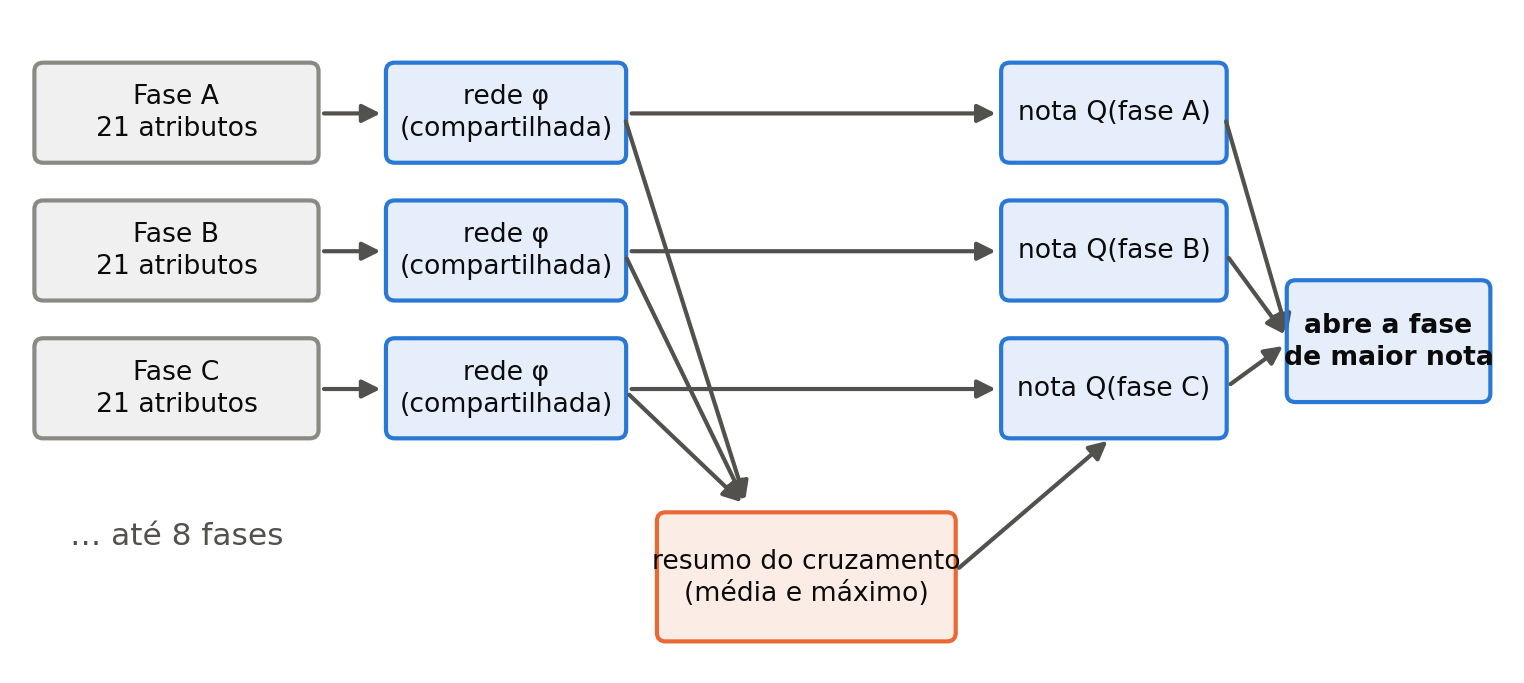 Fase A
21 atributos
rede φ
(compartilhada)
nota Q(fase A)
Fase B
21 atributos
rede φ
(compartilhada)
nota Q(fase B)
Fase C
21 atributos
rede φ
(compartilhada)
nota Q(fase C)
abre a fase
de maior nota
... até 8 fases
resumo do cruzamento
(média e máximo)